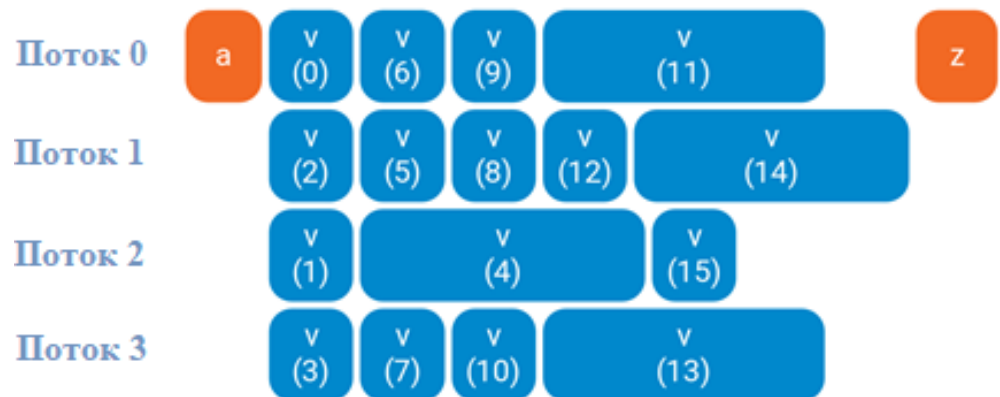 Поток 0 a v (0) v (6) v (9) v (11) z
Поток 1 v (2) v (5) v (8) v (12) v (14)
Поток 2 v (1) v (4) v (15)
Поток 3 v (3) v (7) v (10) v (13)